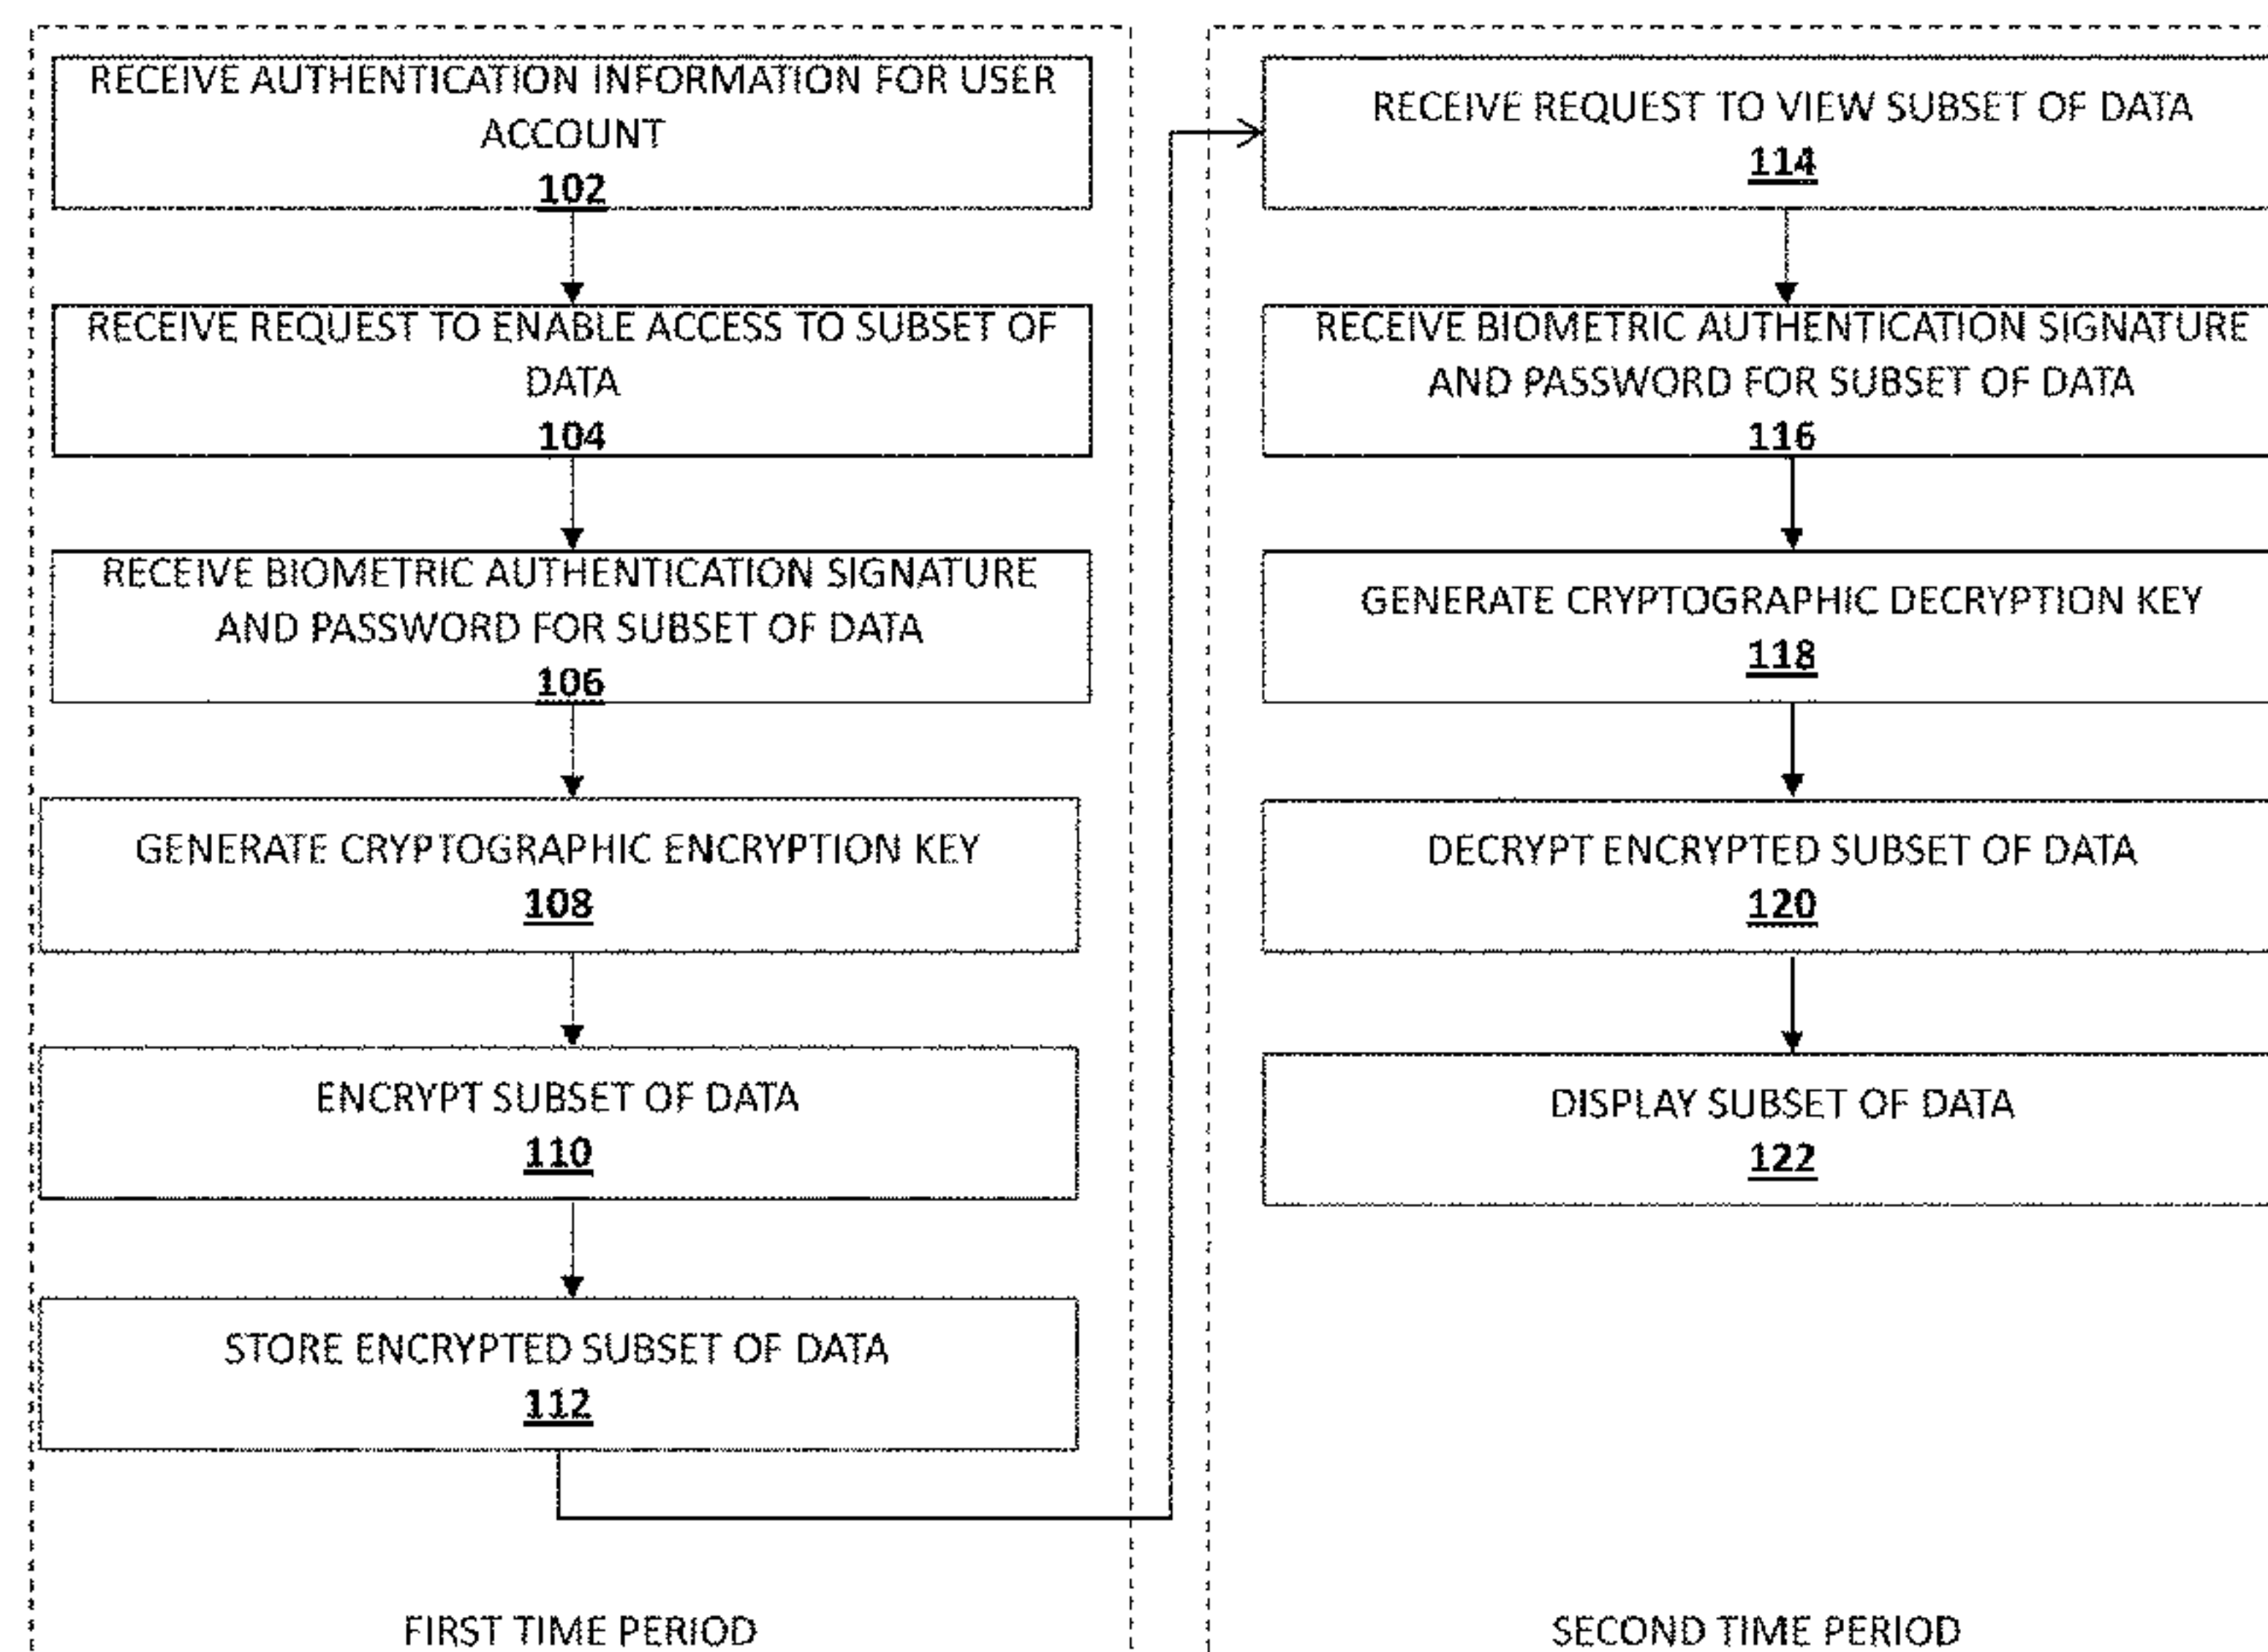 RECEIVE AUTHENTICATION INFORMATION FOR USER
ACCOUNT
102
RECEIVE REQUEST TO ENABLE ACCESS TO SUBSET OF
DATA
104
RECEIVE BIOMETRIC AUTHENTICATION SIGNATURE
AND PASSWORD FOR SUBSET OF DATA
106
GENERATE CRYPTOGRAPHIC ENCRYPTION KEY
108
ENCRYPT SUBSET OF DATA
110
STORE ENCRYPTED SUBSET OF DATA
112
FIRST TIME PERIOD
RECEIVE REQUEST TO VIEW SUBSET OF DATA
114
RECEIVE BIOMETRIC AUTHENTICATION SIGNATURE
AND PASSWORD FOR SUBSET OF DATA
116
GENERATE CRYPTOGRAPHIC DECRYPTION KEY
118
DECRYPT ENCRYPTED SUBSET OF DATA
120
DISPLAY SUBSET OF DATA
122
SECOND TIME PERIOD